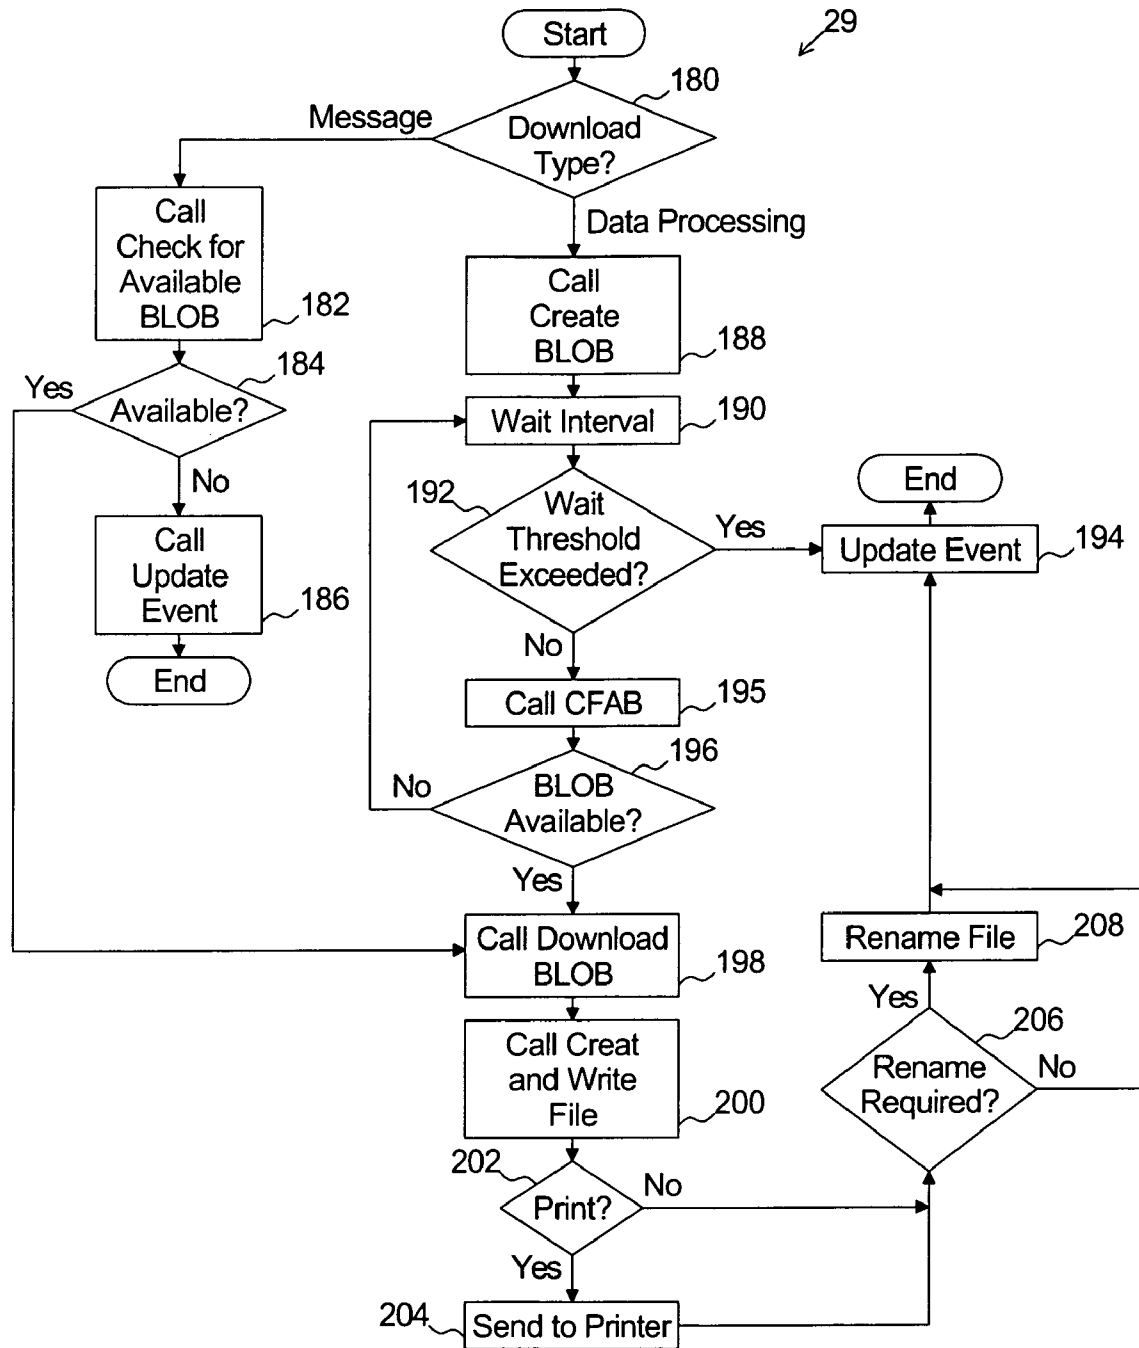 Start
29
180
Message
Download
Type?
Data Processing
Call
Check for
Available
BLOB
182
Call
Create
BLOB
188
Yes
184
Available?
Wait Interval
190
No
192
Wait
Threshold
Exceeded?
Yes
End
Update Event
194
Call
Update
Event
186
No
End
Call CFAB
195
No
196
BLOB
Available?
Yes
Call Download
BLOB
198
Rename File
208
Yes
206
Call Creat
and Write
File
200
Rename
Required?
No
202
No
Print?
Yes
204
Send to Printer